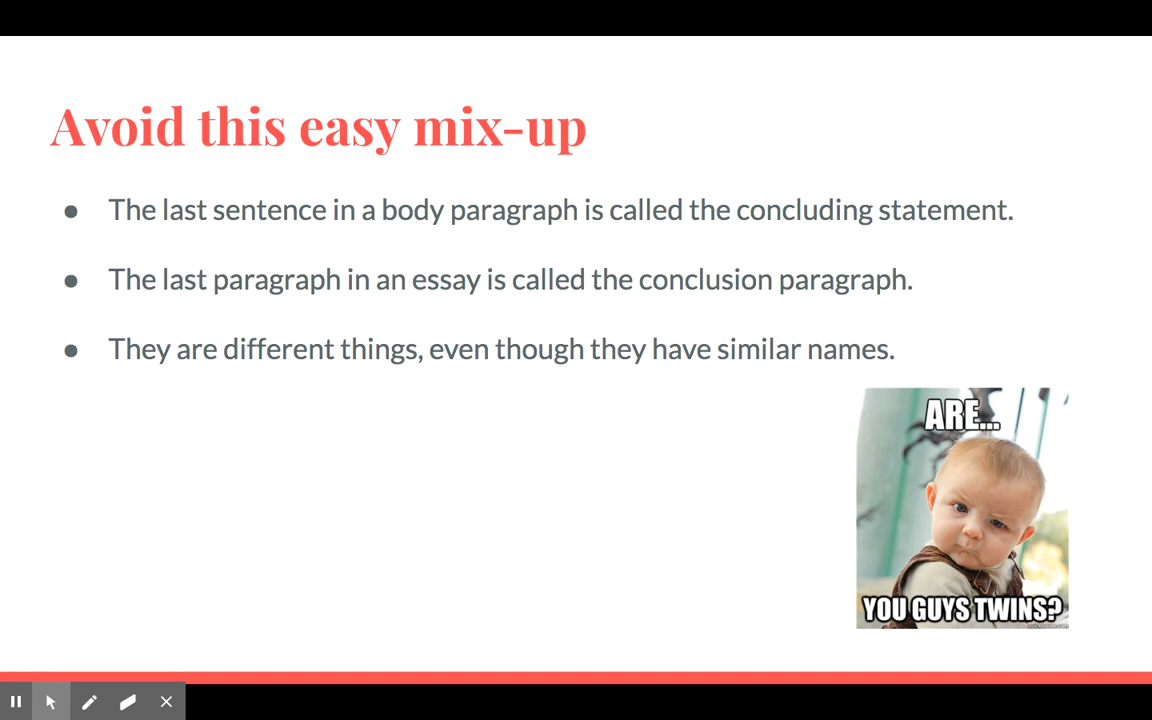 Avoid this easy mix-up
● The last sentence in a body paragraph is called the concluding statement.
● The last paragraph in an essay is called the conclusion paragraph.
● They are different things, even though they have similar names.
ARE...
YOU GUYS TWINS?